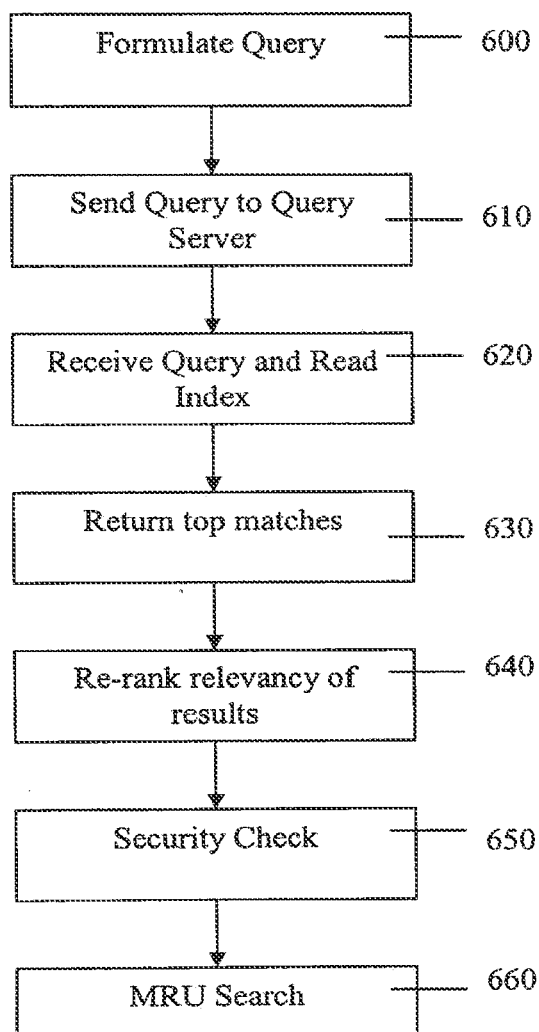 Formulate Query
600
Send Query to Query
Server
610
Receive Query and Read
Index
620
Return top matches
630
Re-rank relevancy of
results
640
Security Check
650
MRU Search
660